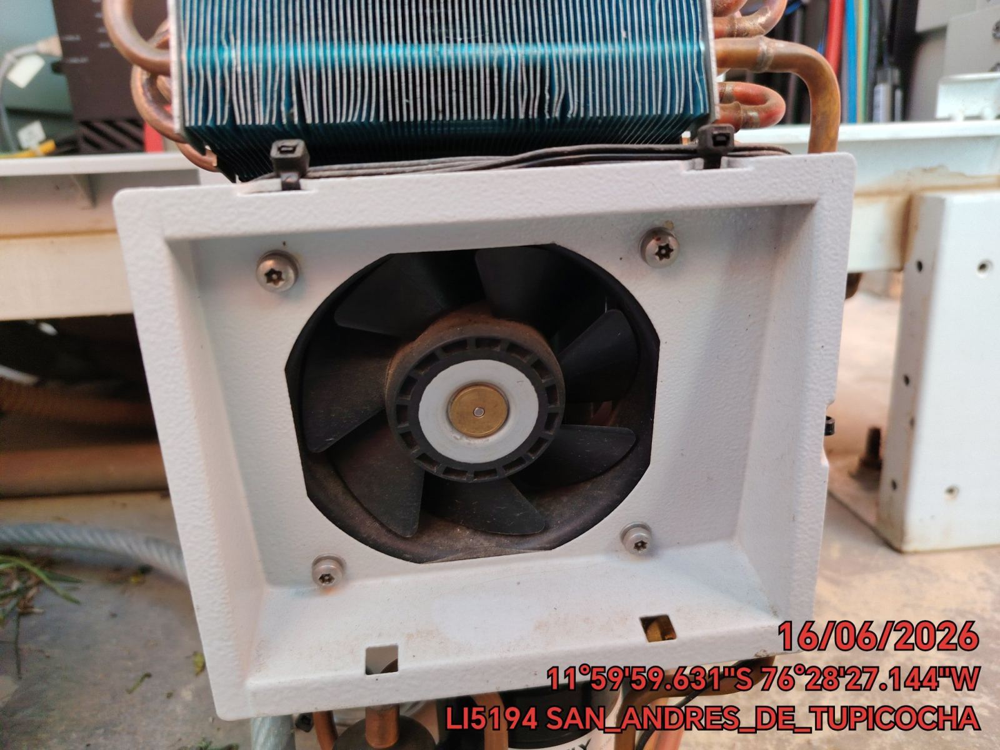 16/06/2026
11°59'59.631"S 76°28'27.144"W
LI5194 SAN_ANDRES_DE_TUPICOCHA